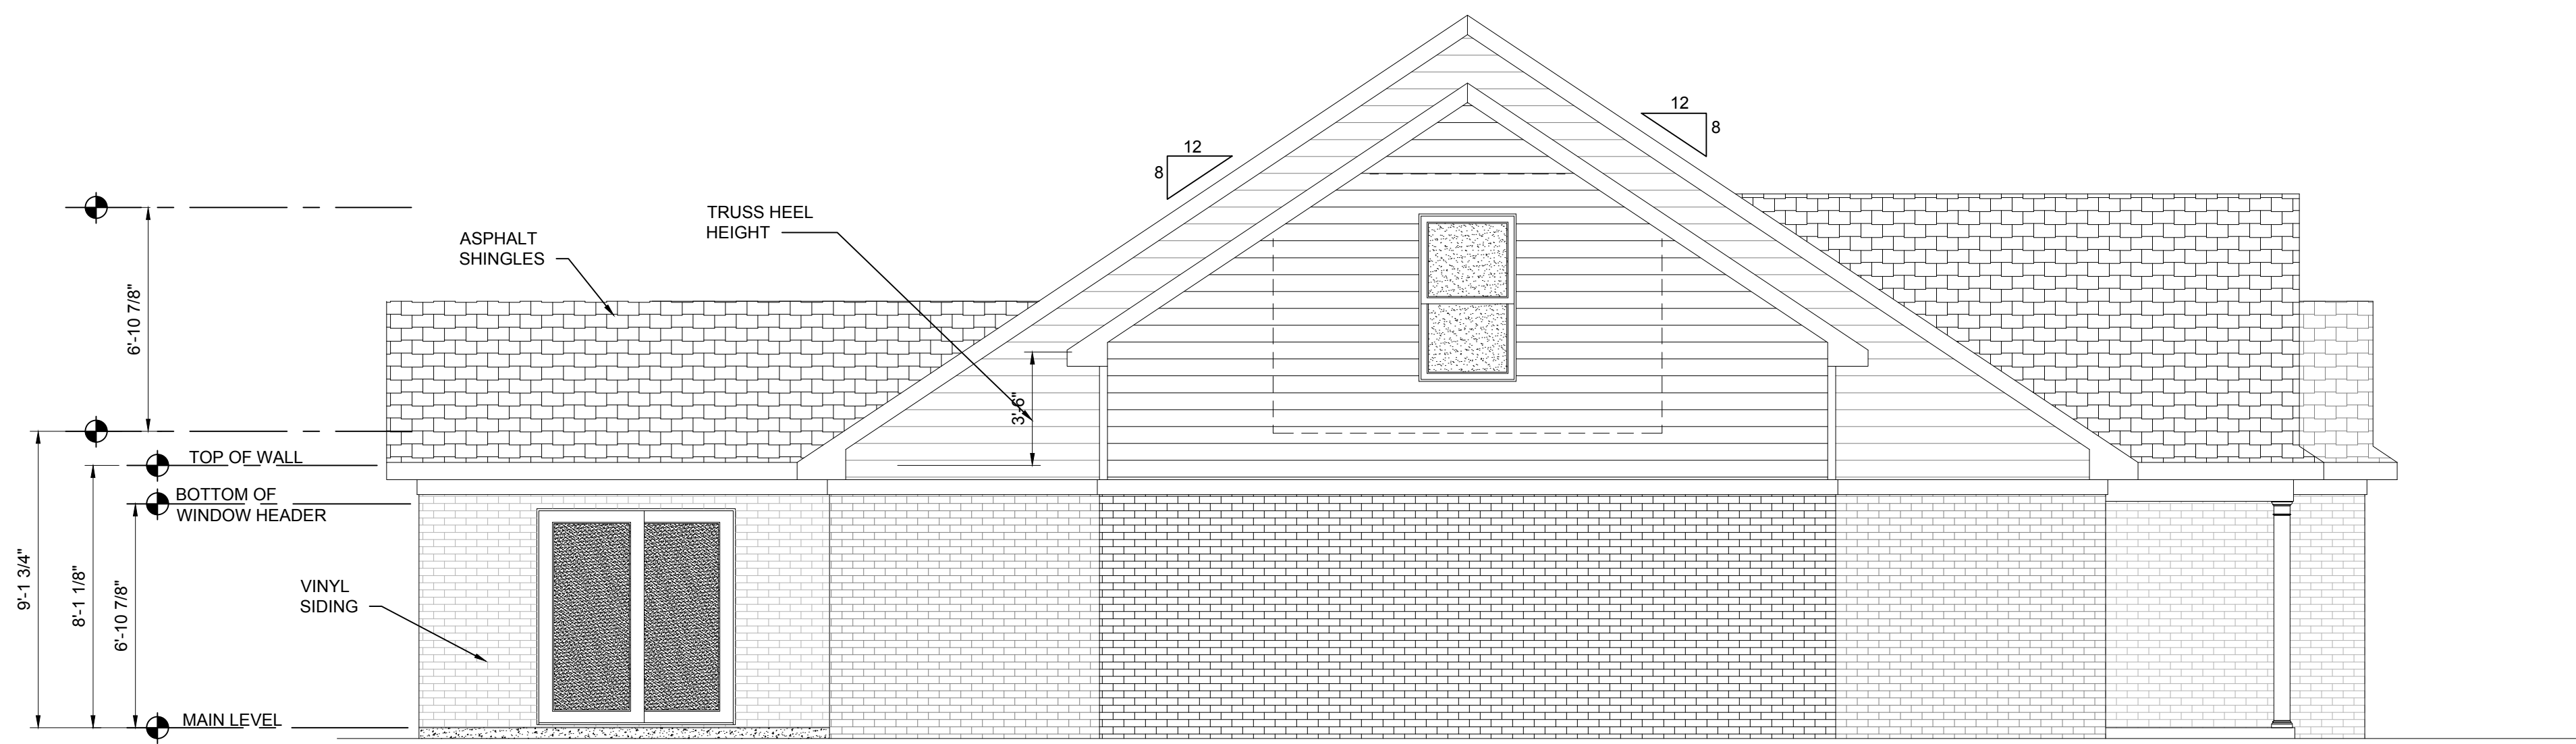 12
8
12
8
TRUSS HEEL
HEIGHT
ASPHALT
SHINGLES
6'-10 7/8"
3'-6"
TOP OF WALL
BOTTOM OF
WINDOW HEADER
9'-1 3/4"
8'-1 1/8"
6'-10 7/8"
VINYL
SIDING
MAIN LEVEL